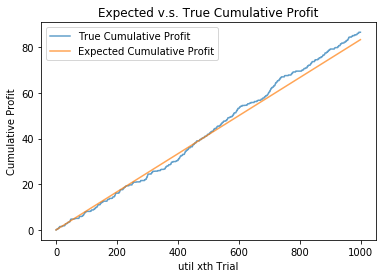 Expected v.s. True Cumulative Profit
True Cumulative Profit
Expected Cumulative Profit
Cumulative Profit
80
60
40
20
0
0 200 400 600 800 1000
util xth Trial